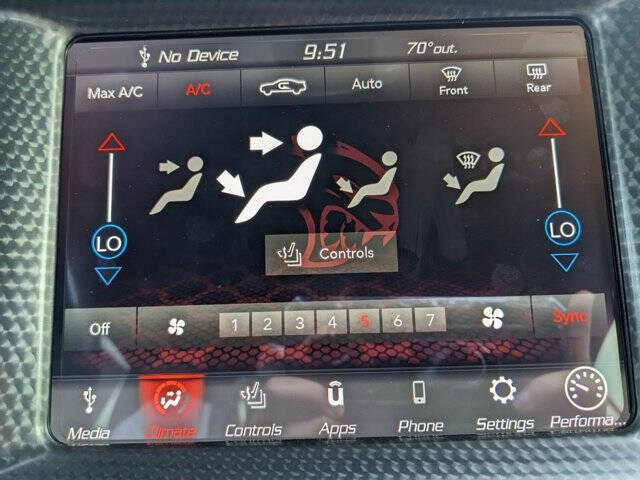 No Device 9:51 70°out.
Max A/C A/C Auto Front Rear
LO LO
Controls
Off 1 2 3 4 5 6 7 Sync
Media Climate Controls Apps Phone Settings Performa...